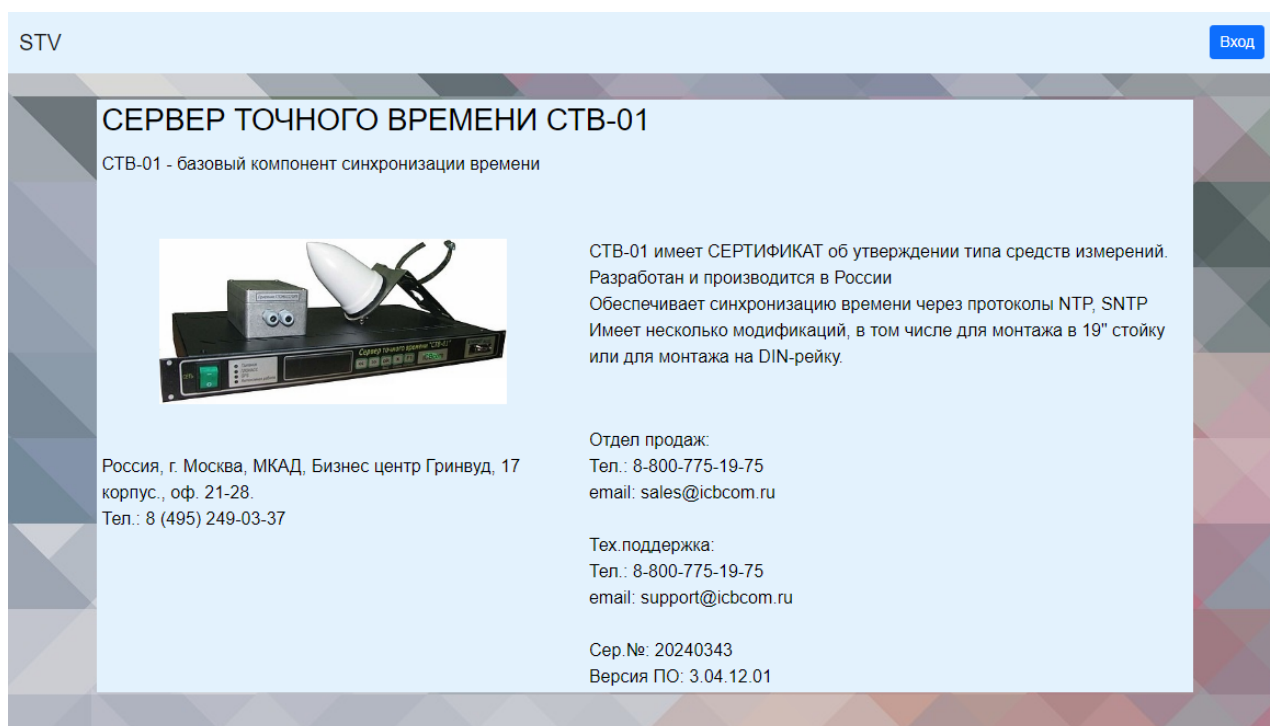 STV
Вход
СЕРВЕР ТОЧНОГО ВРЕМЕНИ СТВ-01
СТВ-01 - базовый компонент синхронизации времени
Сервер точного времени "СТВ-01"
СЕТЬ
СТВ-01 имеет СЕРТИФИКАТ об утверждении типа средств измерений.
Разработан и производится в России
Обеспечивает синхронизацию времени через протоколы NTP, SNTP
Имеет несколько модификаций, в том числе для монтажа в 19" стойку
или для монтажа на DIN-рейку.
Россия, г. Москва, МКАД, Бизнес центр Гринвуд, 17
корпус., оф. 21-28.
Тел.: 8 (495) 249-03-37
Отдел продаж:
Тел.: 8-800-775-19-75
email: sales@icbcom.ru
Тех.поддержка:
Тел.: 8-800-775-19-75
email: support@icbcom.ru
Сер.№: 20240343
Версия ПО: 3.04.12.01